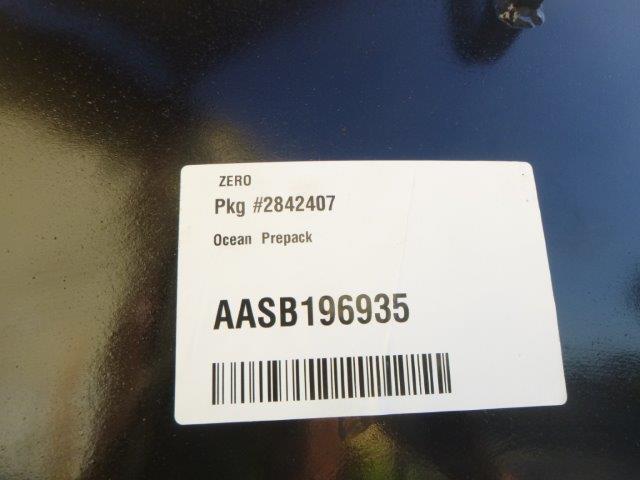 ZERO
Pkg #2842407
Ocean Prepack
AASB196935